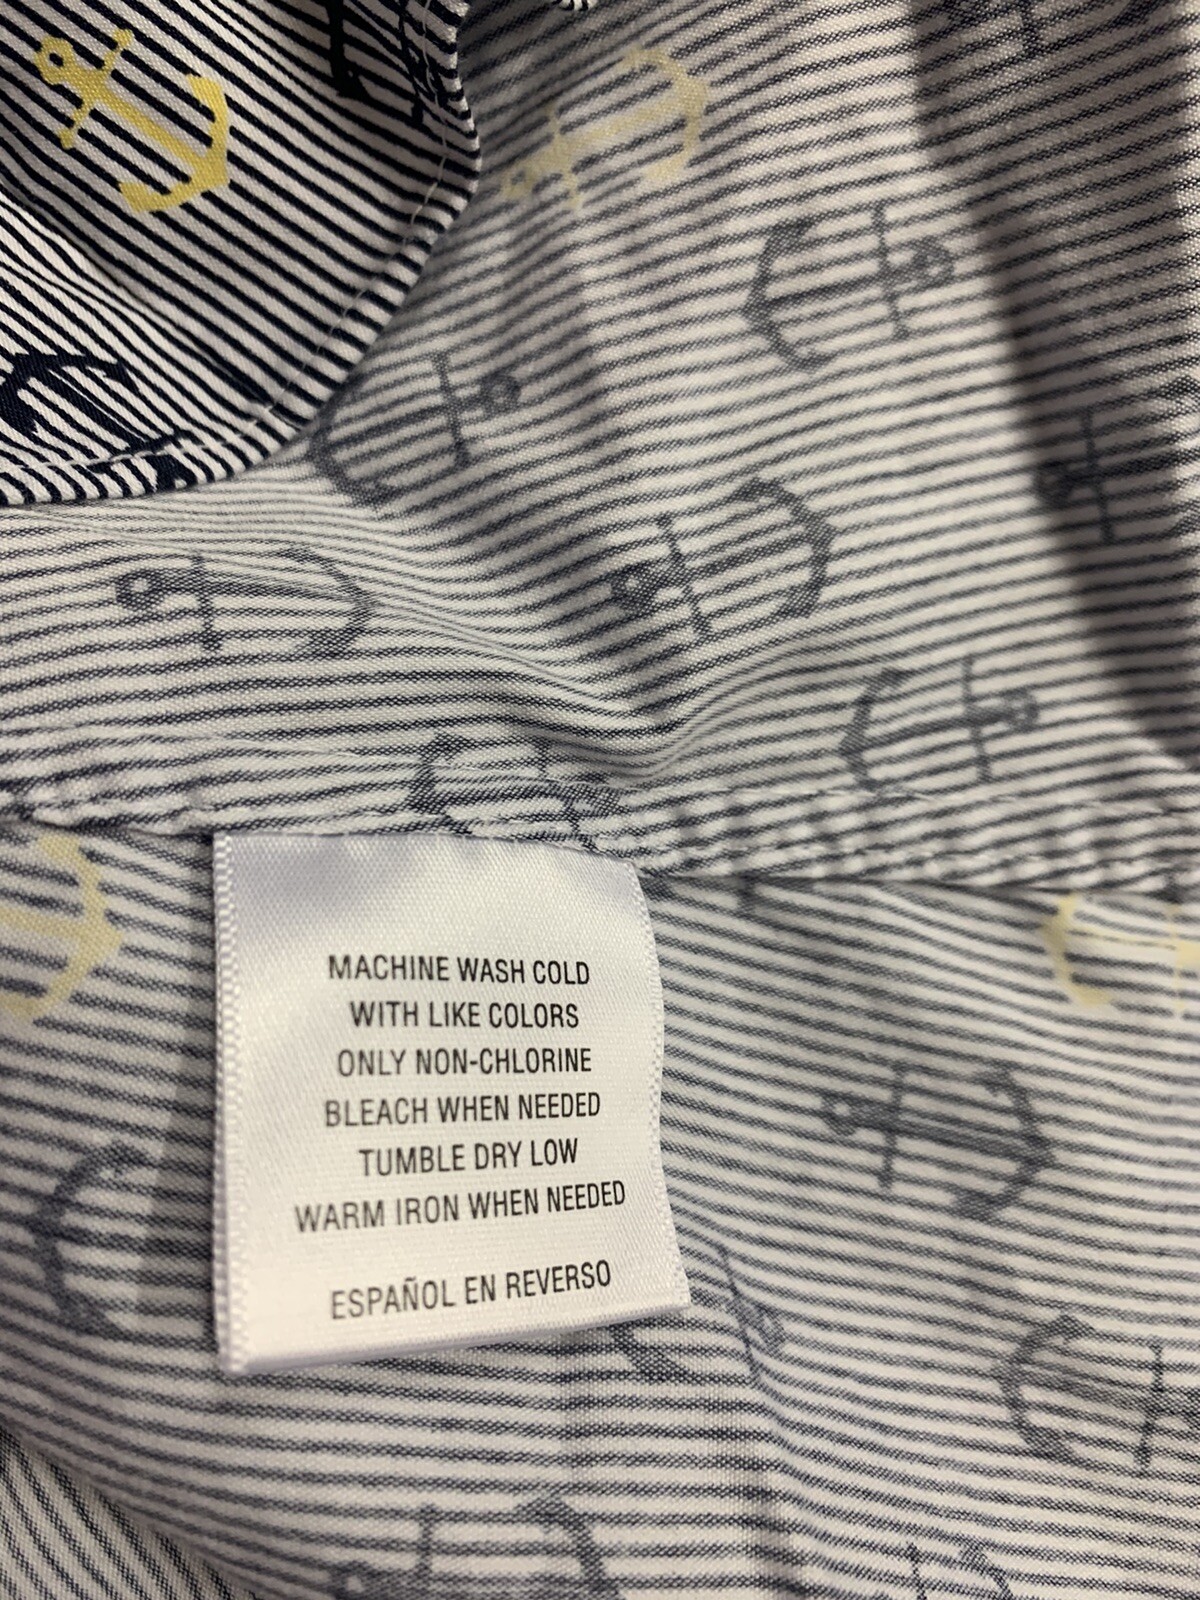 MACHINE WASH COLD
WITH LIKE COLORS
ONLY NON-CHLORINE
BLEACH WHEN NEEDED
TUMBLE DRY LOW
WARM IRON WHEN NEEDED
ESPAÑOL EN REVERSO